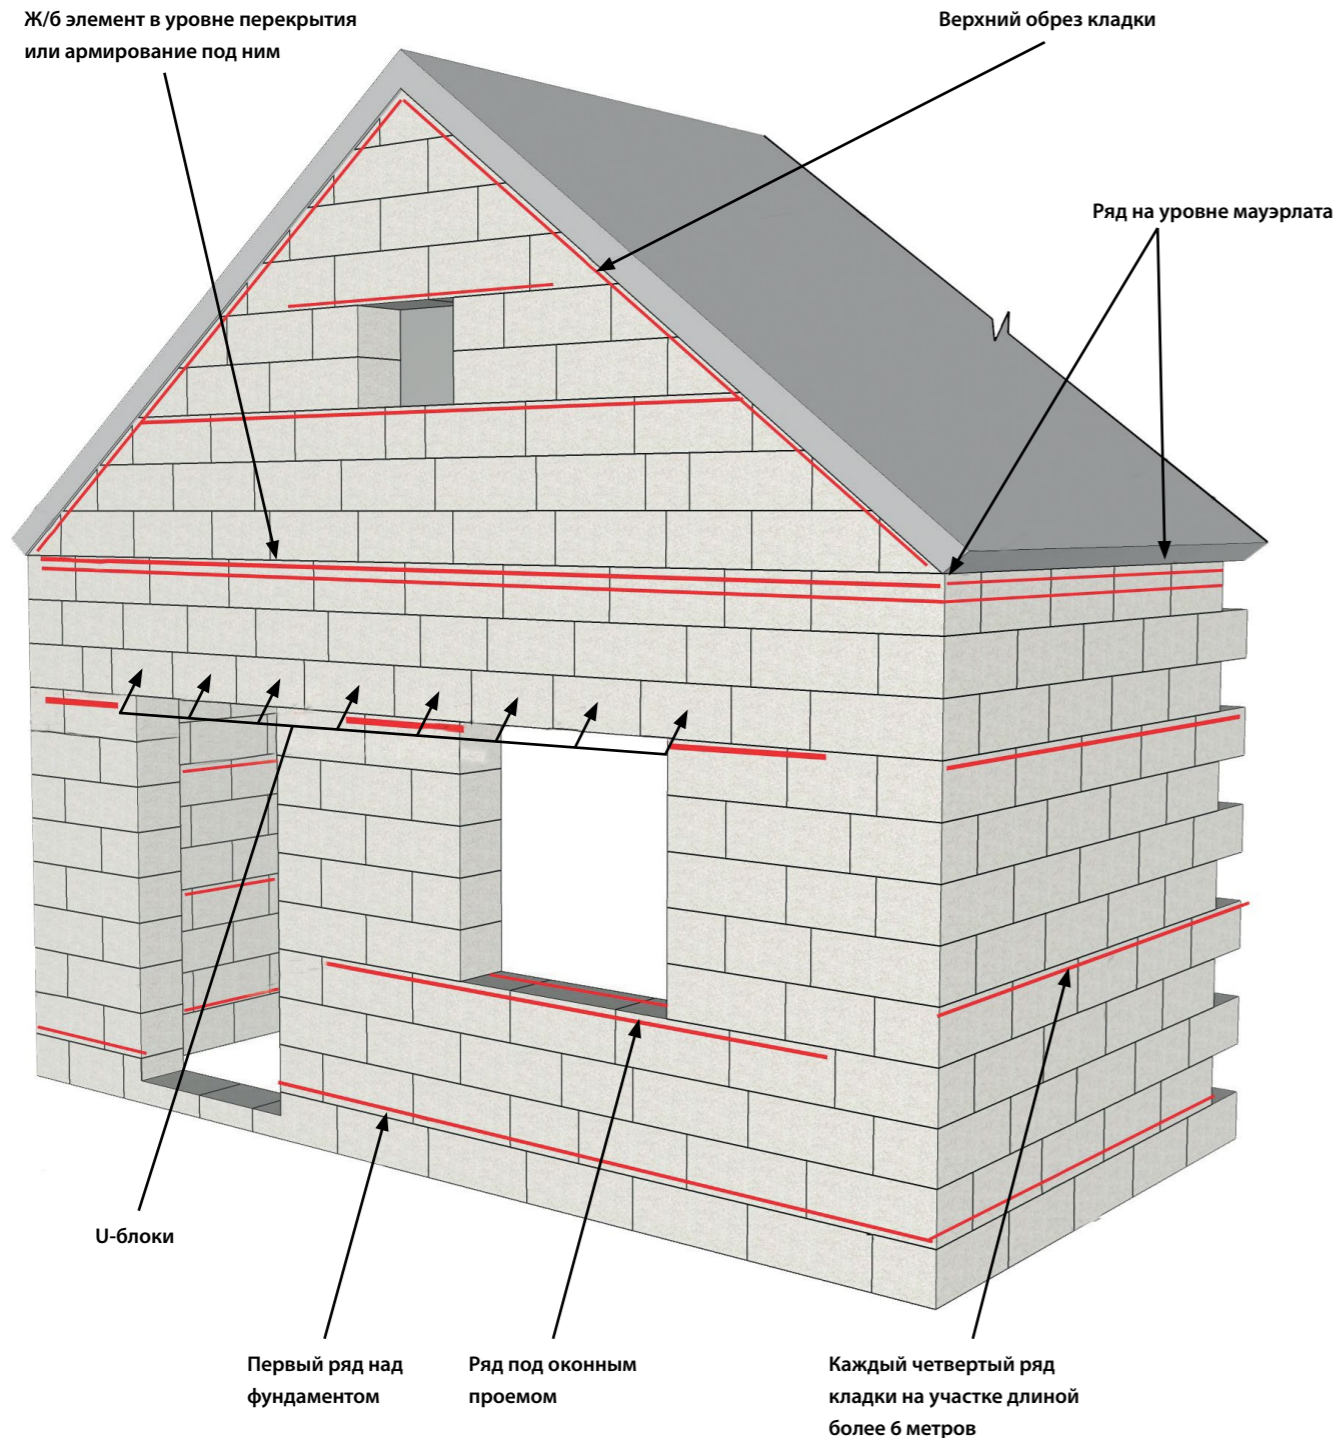 Ж/б элемент в уровне перекрытия
или армирование под ним
Верхний обрез кладки
Ряд на уровне мауэрлата
U-блоки
Первый ряд над
фундаментом
Ряд под оконным
проемом
Каждый четвертый ряд
кладки на участке длиной
более 6 метров